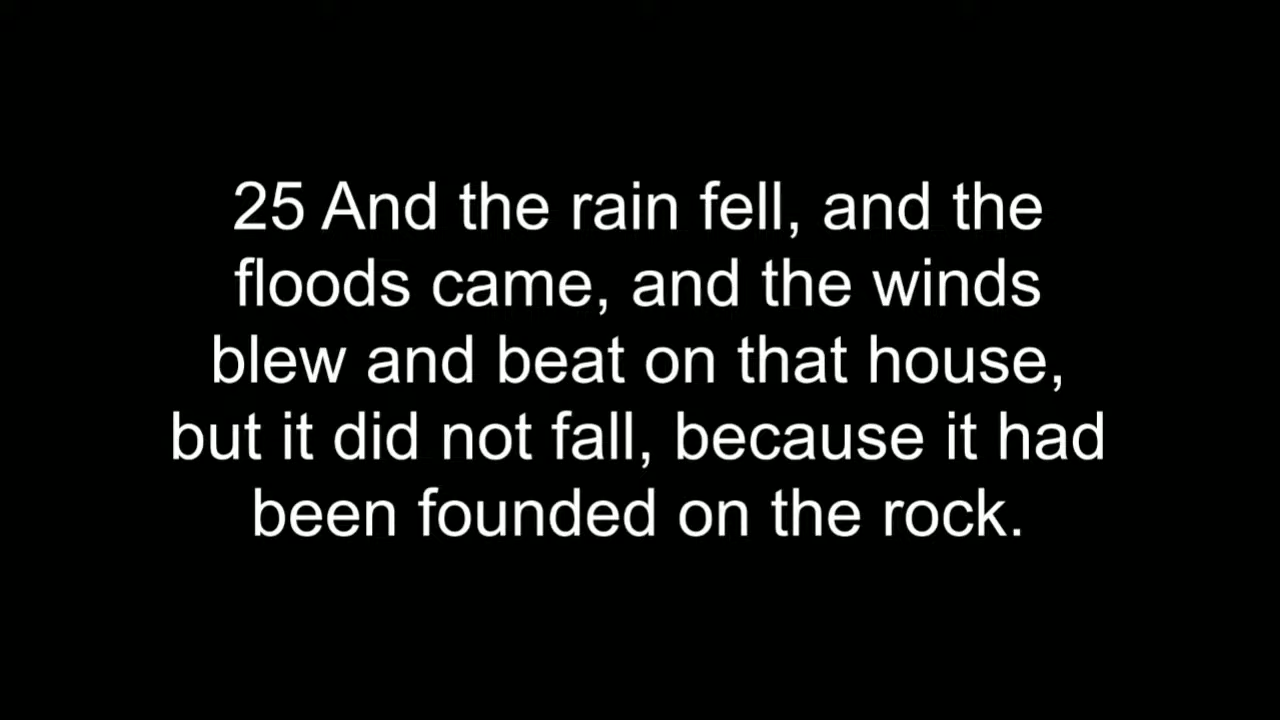 25 And the rain fell, and the
floods came, and the winds
blew and beat on that house,
but it did not fall, because it had
been founded on the rock.